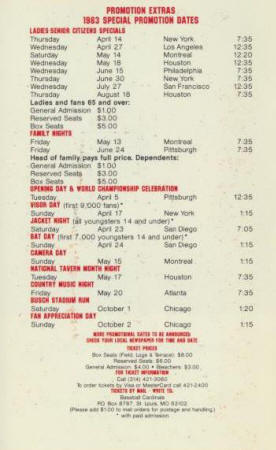 PROMOTION EXTRAS
1983 SPECIAL PROMOTION DATES
LADIES-SENIOR CITIZENS SPECIALS
Thursday April 14 New York 7:35
Wednesday April 27 Los Angeles 12:35
Saturday May 14 Montreal 12:20
Wednesday May 18 Houston 12:35
Wednesday June 15 Philadelphia 7:35
Thursday June 30 New York 7:35
Wednesday July 27 San Francisco 12:35
Thursday August 18 Houston 7:35
Ladies and fans 65 and over:
General Admission $1.00
Reserved Seats $3.00
Box Seats $5.00
FAMILY NIGHTS
Friday May 13 Montreal 7:35
Friday June 24 Pittsburgh 7:35
Head of family pays full price. Dependents:
General Admission $1.00
Reserved Seats $3.00
Box Seats $5.00
OPENING DAY & WORLD CHAMPIONSHIP CELEBRATION
Tuesday April 5 Pittsburgh 12:35
VISOR DAY (first 9,000 fans)*
Sunday April 17 New York 1:15
JACKET NIGHT (all youngsters 14 and under)*
Saturday April 23 San Diego 7:05
BAT DAY (first 7,000 youngsters 14 and under)*
Sunday April 24 San Diego 1:15
CAMERA DAY
Sunday May 15 Montreal 1:15
NATIONAL TAVERN MONTH NIGHT
Tuesday May 17 Houston 7:35
COUNTRY MUSIC NIGHT
Friday May 20 Atlanta 7:35
BUSCH STADIUM RUN
Saturday October 1 Chicago 1:20
FAN APPRECIATION DAY
Sunday October 2 Chicago 1:15
MORE PROMOTIONAL DATES TO BE ANNOUNCED
CHECK YOUR LOCAL NEWSPAPER FOR TIME AND DATE
TICKET PRICES
Box Seats (Field, Loge & Terrace): $8.00
Reserved Seats: $6.00
General Admission: $4.00 • Bleachers: $3.00
FOR TICKET INFORMATION
Call (314) 421-3060
To order tickets by Visa or MasterCard call 421-2400
TICKETS BY MAIL - WRITE TO:
Baseball Cardinals
PO Box 8787, St. Louis, MO 63102
(Please add $1.00 to mail orders for postage and handling.)
* with paid admission